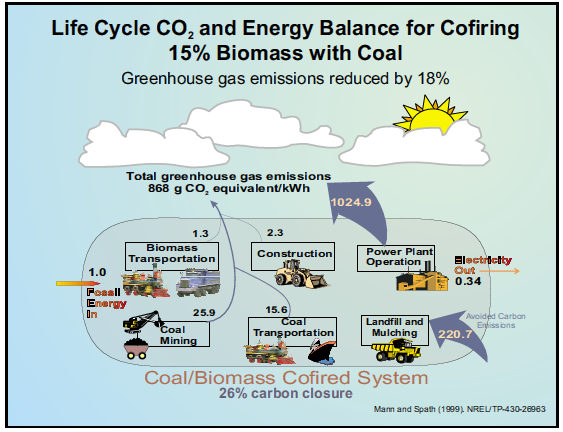 Life Cycle CO2 and Energy Balance for Cofiring
15% Biomass with Coal
Greenhouse gas emissions reduced by 18%
Total greenhouse gas emissions
868 g CO2 equivalent/kWh
1024.9
1.3
2.3
Biomass
Transportation
Construction
Power Plant
Operation
Electricity
Out
0.34
1.0
Fossil
Energy
In
25.9
Coal
Mining
15.6
Coal
Transportation
Landfill and
Mulching
Avoided Carbon
Emissions
220.7
Coal/Biomass Cofired System
26% carbon closure
Mann and Spath (1999). NREL/TP-430-26963